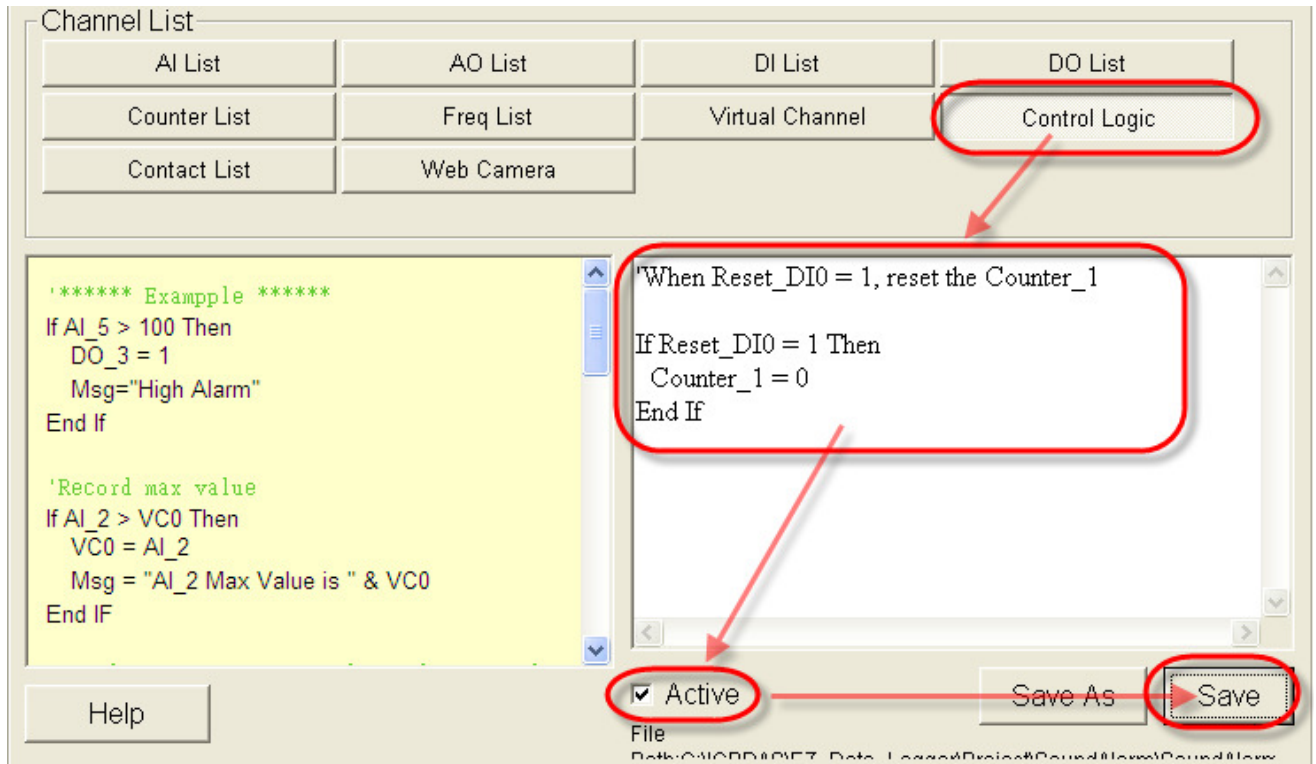 Channel List
AI List
AO List
DI List
DO List
Counter List
Freq List
Virtual Channel
Control Logic
Contact List
Web Camera
'****** Exampple ******
If AI_5 > 100 Then
DO_3 = 1
Msg="High Alarm"
End If
'Record max value
If AI_2 > VC0 Then
VC0 = AI_2
Msg = "AI_2 Max Value is " & VC0
End IF
'When Reset_DI0 = 1, reset the Counter_1
If Reset_DI0 = 1 Then
Counter_1 = 0
End If
Help
Active
Save As
Save
File